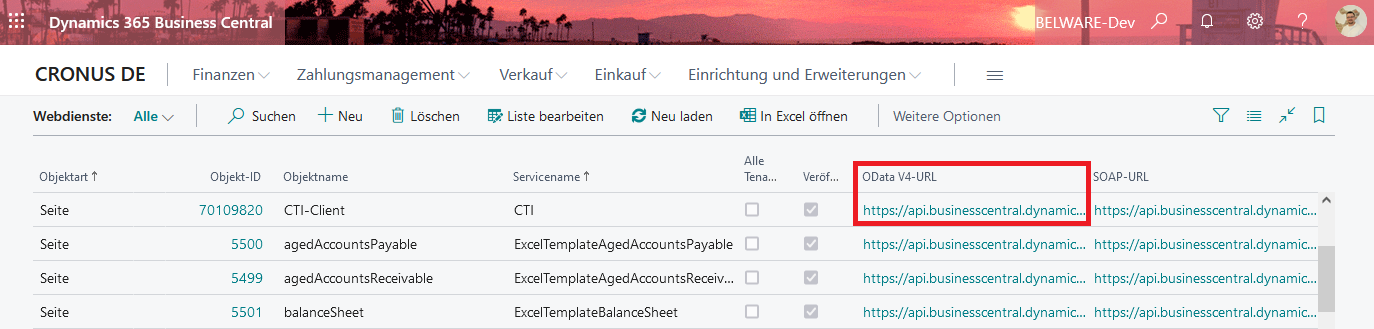 Dynamics 365 Business Central BELWARE-Dev
CRONUS DE Finanzen Zahlungsmanagement Verkauf Einkauf Einrichtung und Erweiterungen
Webdienste: Alle Suchen Neu Löschen Liste bearbeiten Neu laden In Excel öffnen Weitere Optionen
Objektart ↑ Objekt-ID Objektname Servicename ↑ Alle Tena... Veröf... OData V4-URL SOAP-URL
Seite 70109820 CTI-Client CTI https://api.businesscentral.dynamic... https://api.businesscentral.dynamic...
Seite 5500 agedAccountsPayable ExcelTemplateAgedAccountsPayable https://api.businesscentral.dynamic... https://api.businesscentral.dynamic...
Seite 5499 agedAccountsReceivable ExcelTemplateAgedAccountsReceiv... https://api.businesscentral.dynamic... https://api.businesscentral.dynamic...
Seite 5501 balanceSheet ExcelTemplateBalanceSheet https://api.businesscentral.dynamic... https://api.businesscentral.dynamic...